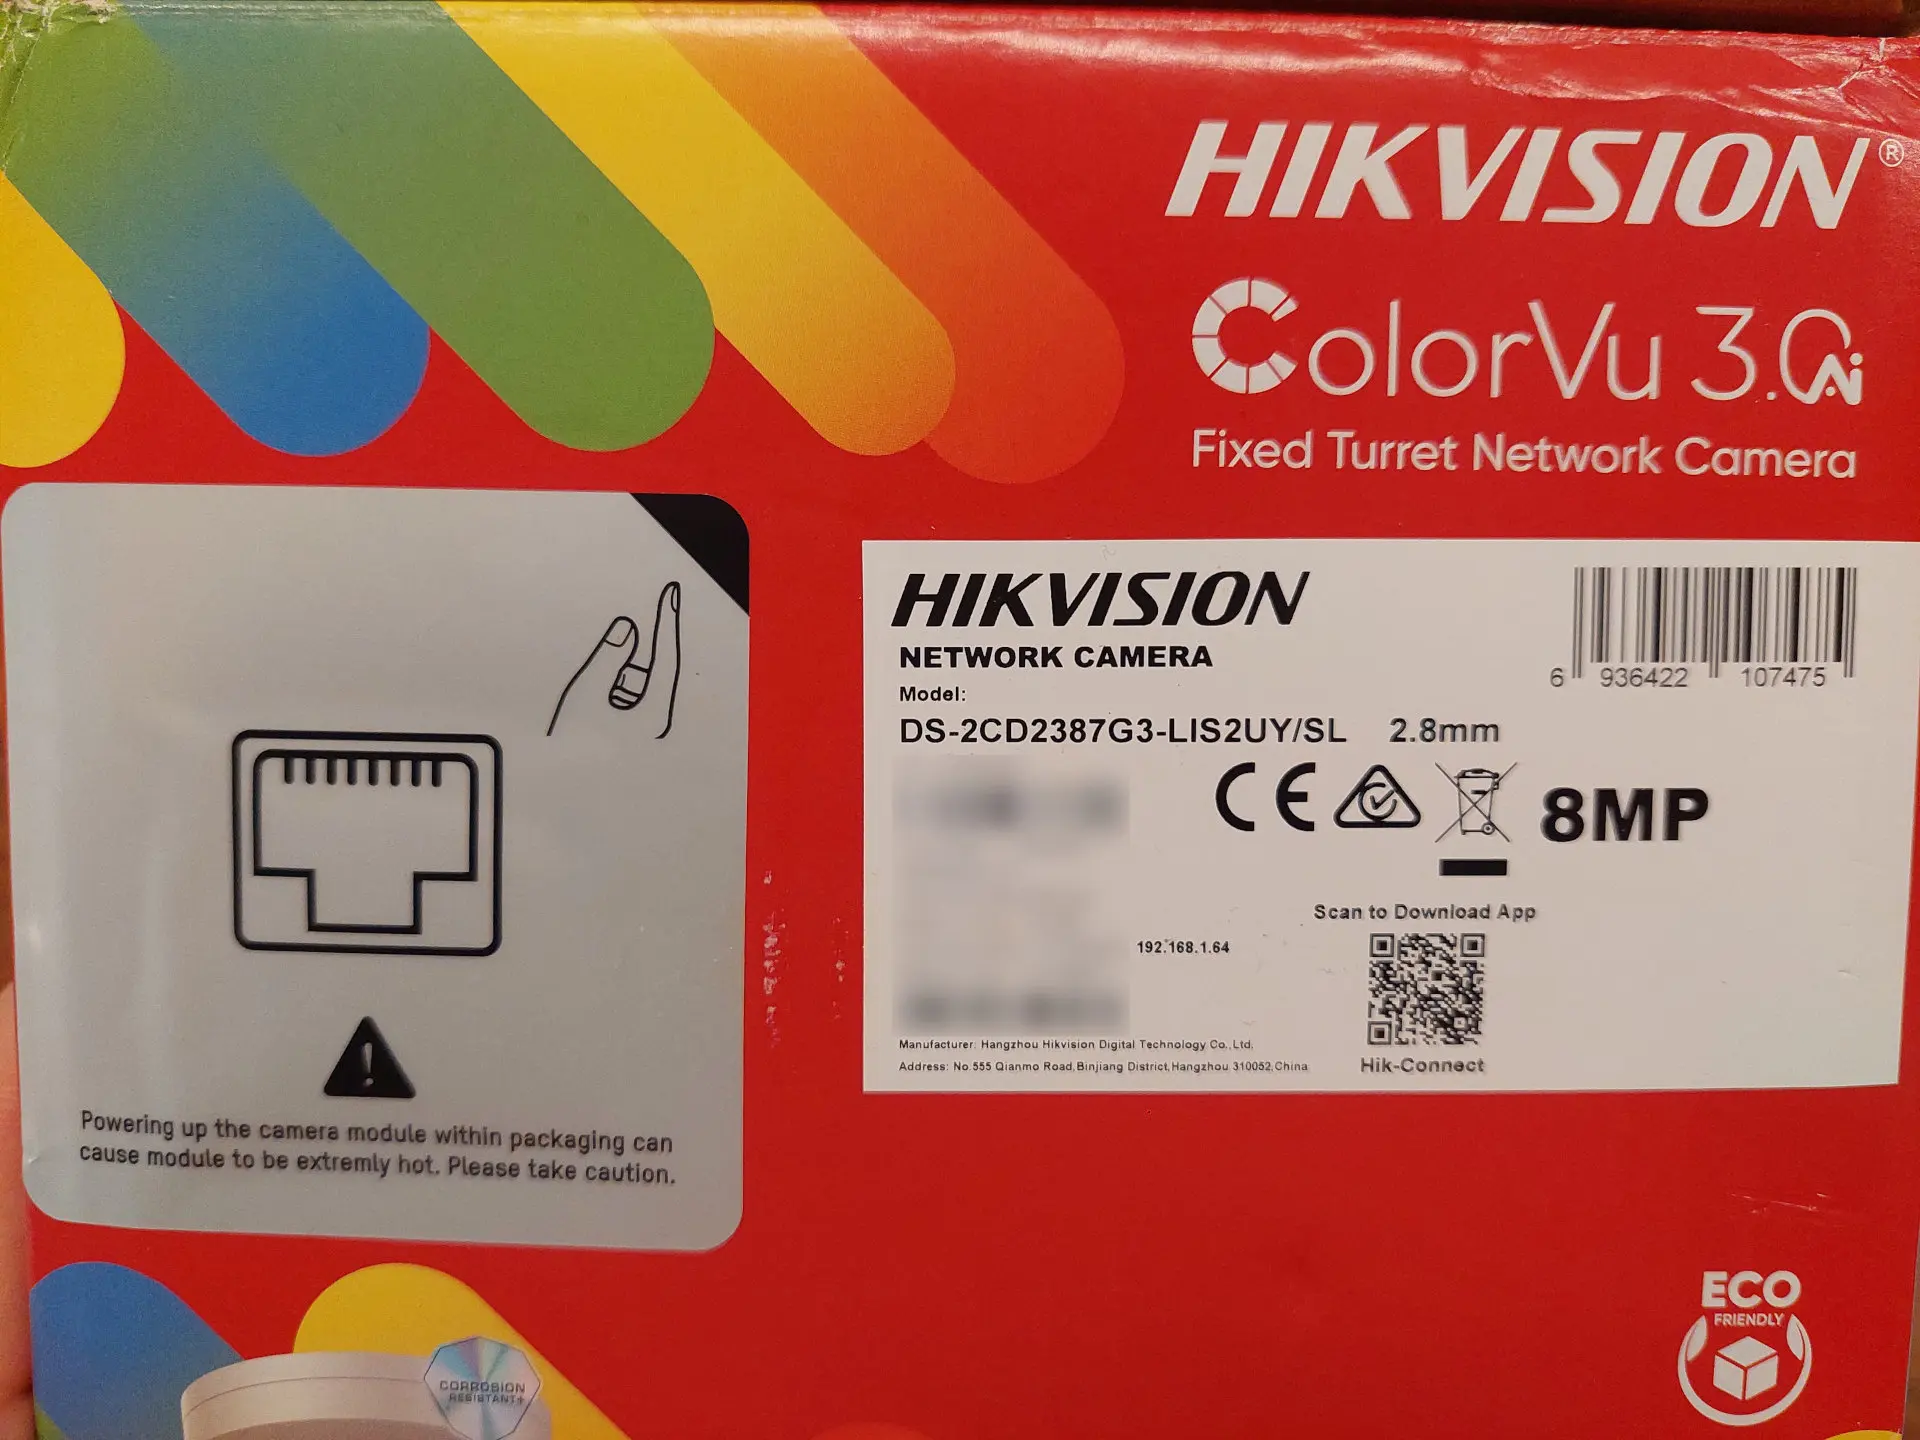 HIKVISION®
ColorVu 3.0 Ai
Fixed Turret Network Camera
HIKVISION
NETWORK CAMERA
Model:
DS-2CD2387G3-LIS2UY/SL 2.8mm
6 936422 107475
CE
8MP
Scan to Download App
192.168.1.64
Hik-Connect
Manufacturer: Hangzhou Hikvision Digital Technology Co., Ltd.
Address: No.555 Qianmo Road, Binjiang District, Hangzhou 310052, China
Powering up the camera module within packaging can
cause module to be extremly hot. Please take caution.
CORROSION
RESISTANT+
ECO
FRIENDLY